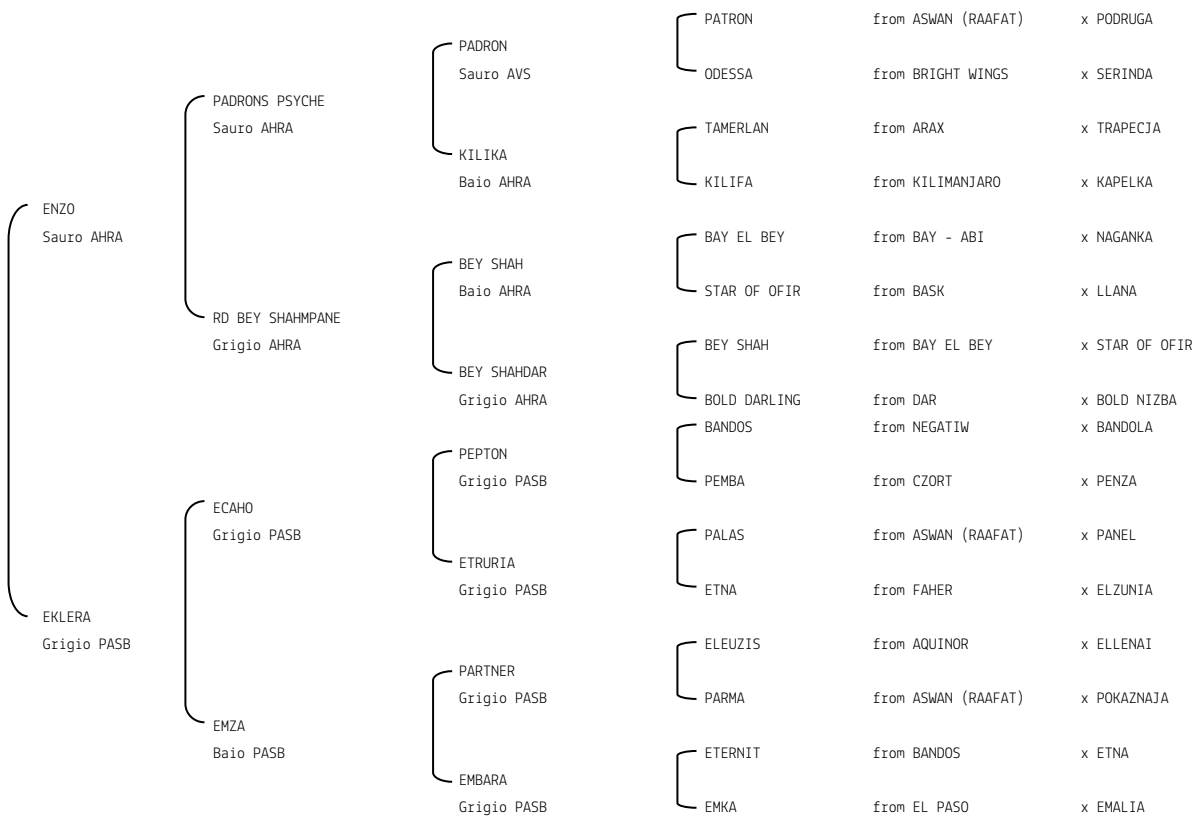 PATRON from ASWAN (RAAFAT) x PODRUGA
PADRON
Sauro AVS
ODESSA from BRIGHT WINGS x SERINDA
PADRONS PSYCHE
Sauro AHRA
TAMERLAN from ARAX x TRAPECJA
KILIKA
Baio AHRA
KILIFA from KILIMANJARO x KAPELKA
ENZO
Sauro AHRA
BAY EL BEY from BAY - ABI x NAGANKA
BEY SHAH
Baio AHRA
STAR OF OFIR from BASK x LLANA
RD BEY SHAHMPANE
Grigio AHRA
BEY SHAH from BAY EL BEY x STAR OF OFIR
BEY SHAHDAR
Grigio AHRA
BOLD DARLING from DAR x BOLD NIZBA
BANDOS from NEGATIW x BANDOLA
PEPTON
Grigio PASB
PEMBA from CZORT x PENZA
ECAHO
Grigio PASB
PALAS from ASWAN (RAAFAT) x PANEL
ETRURIA
Grigio PASB
ETNA from FAHER x ELZUNIA
EKLERA
Grigio PASB
ELEUZIS from AQUINOR x ELLENAI
PARTNER
Grigio PASB
PARMA from ASWAN (RAAFAT) x POKAZNAJA
EMZA
Baio PASB
ETERNIT from BANDOS x ETNA
EMBARA
Grigio PASB
EMKA from EL PASO x EMALIA